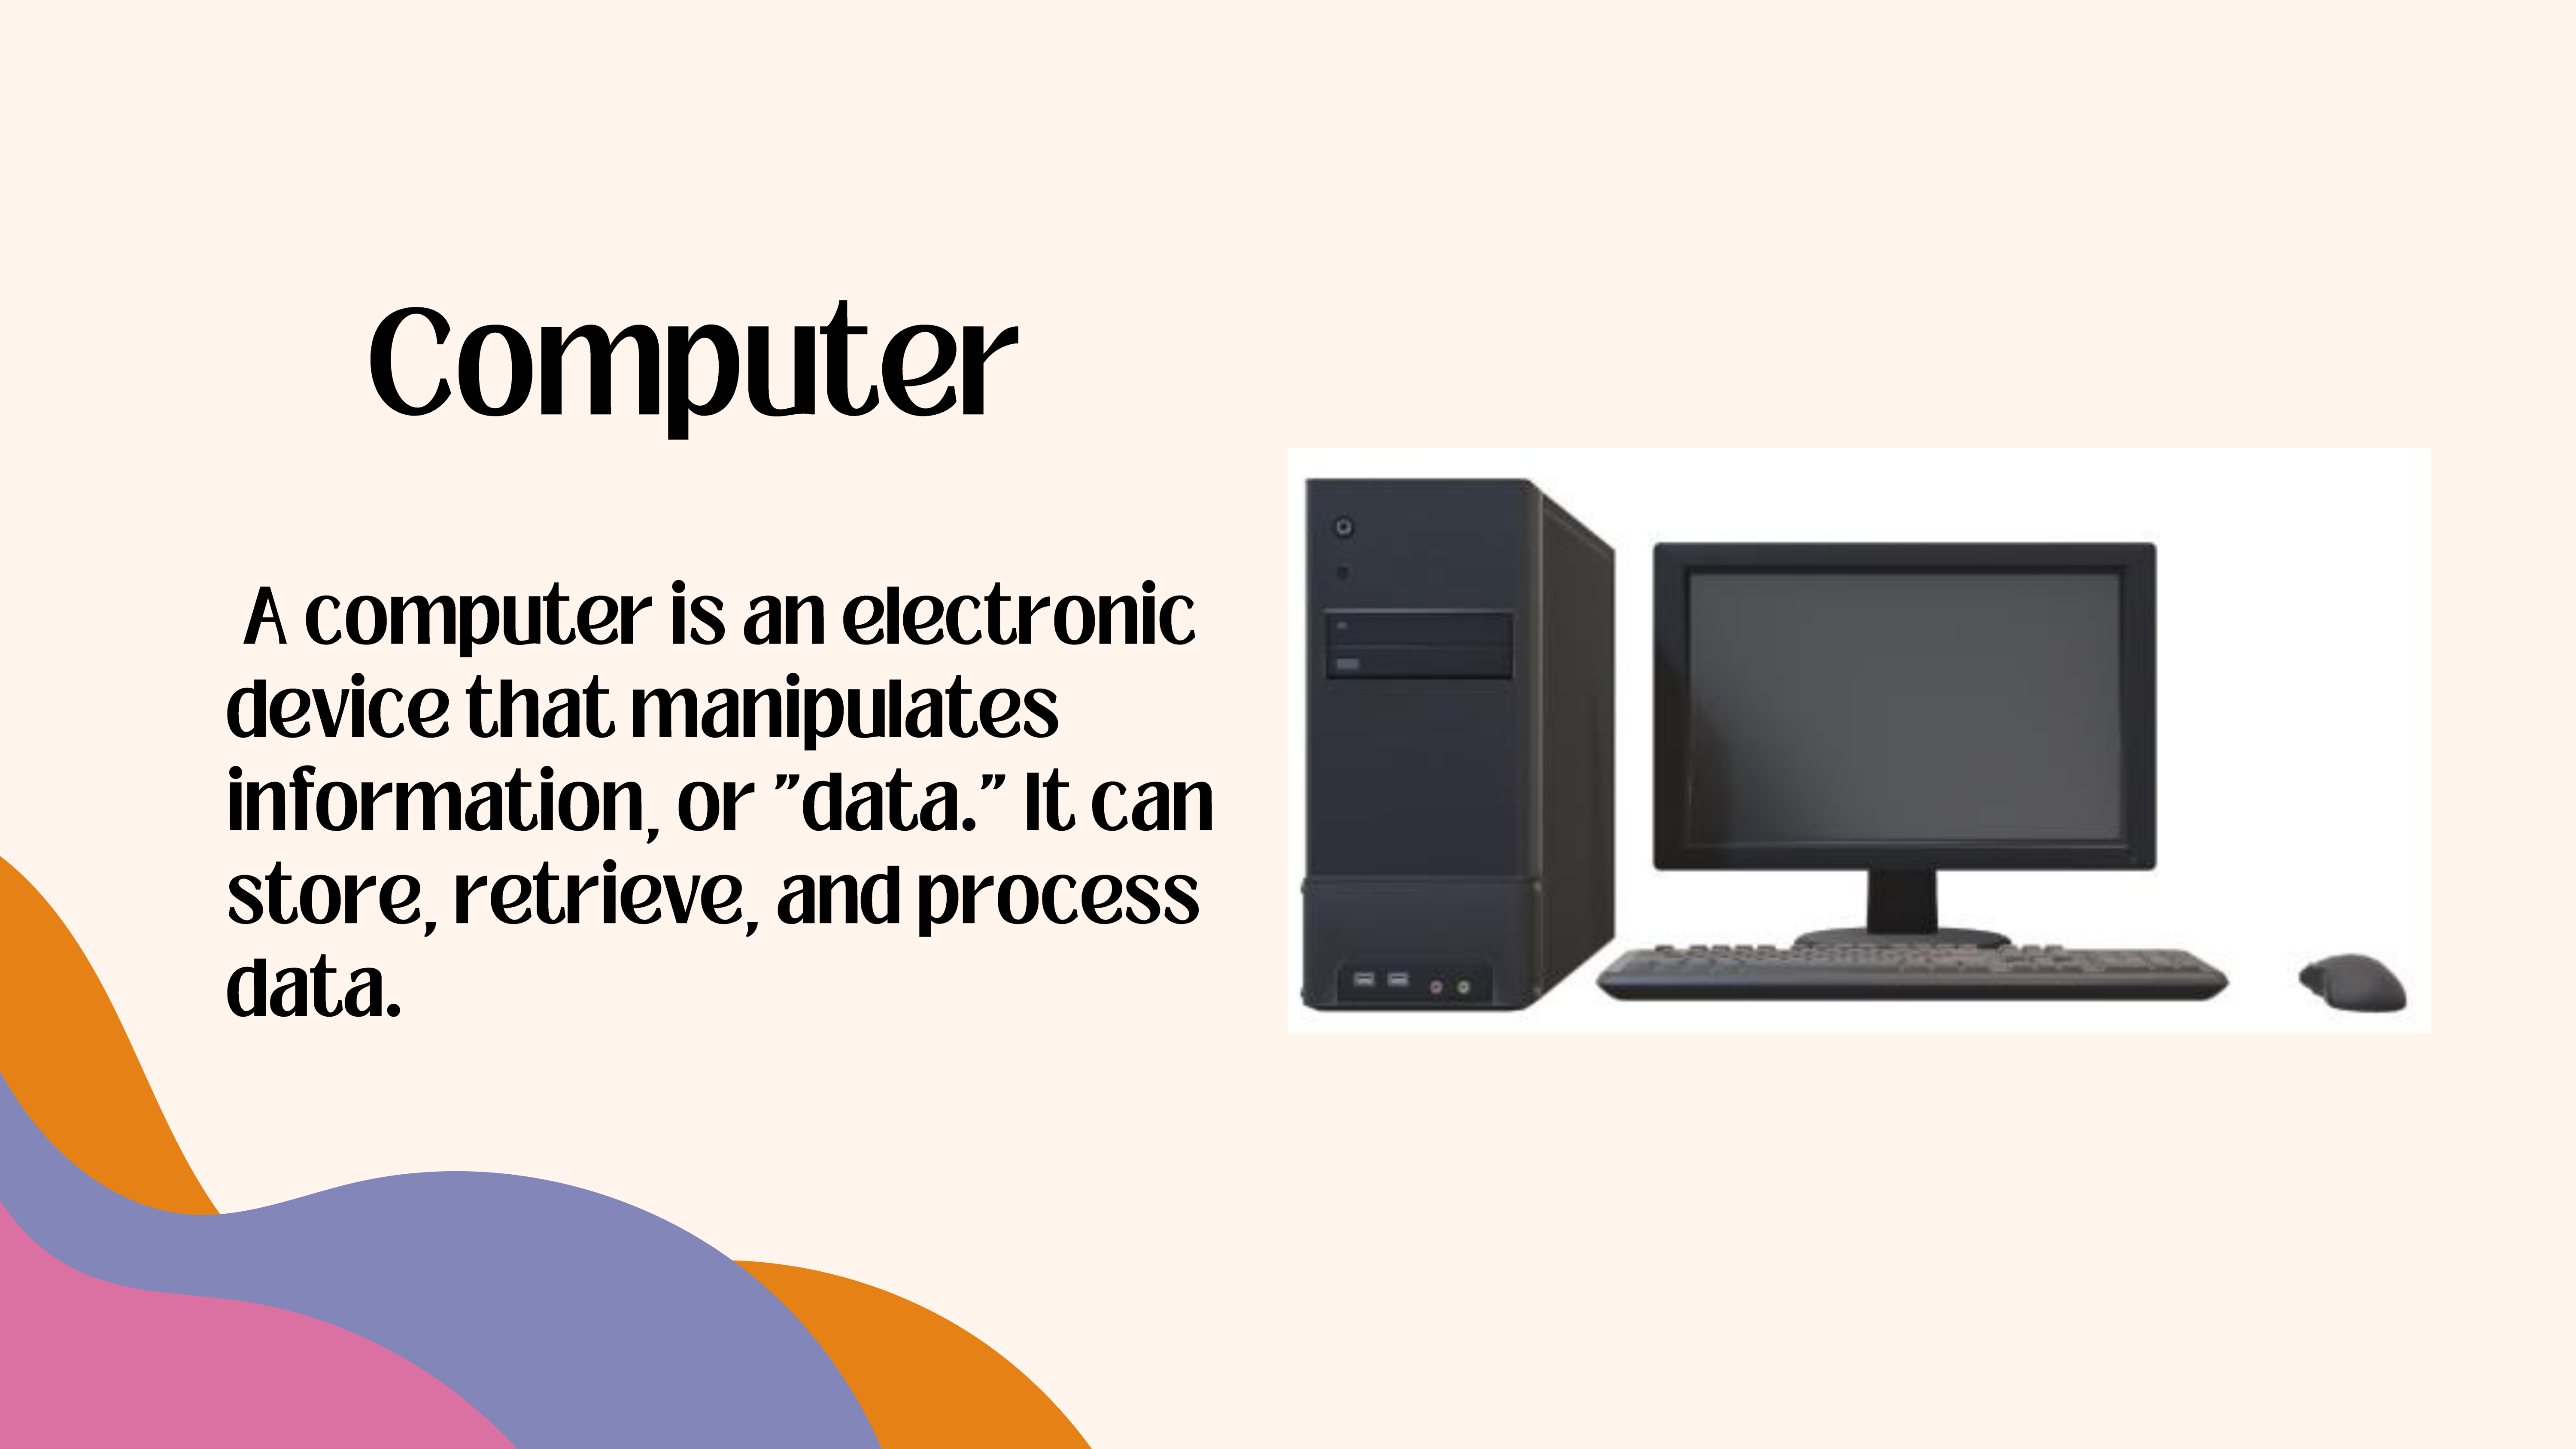 Computer
A computer is an electronic
device that manipulates
information, or "data." It can
store, retrieve, and process
data.